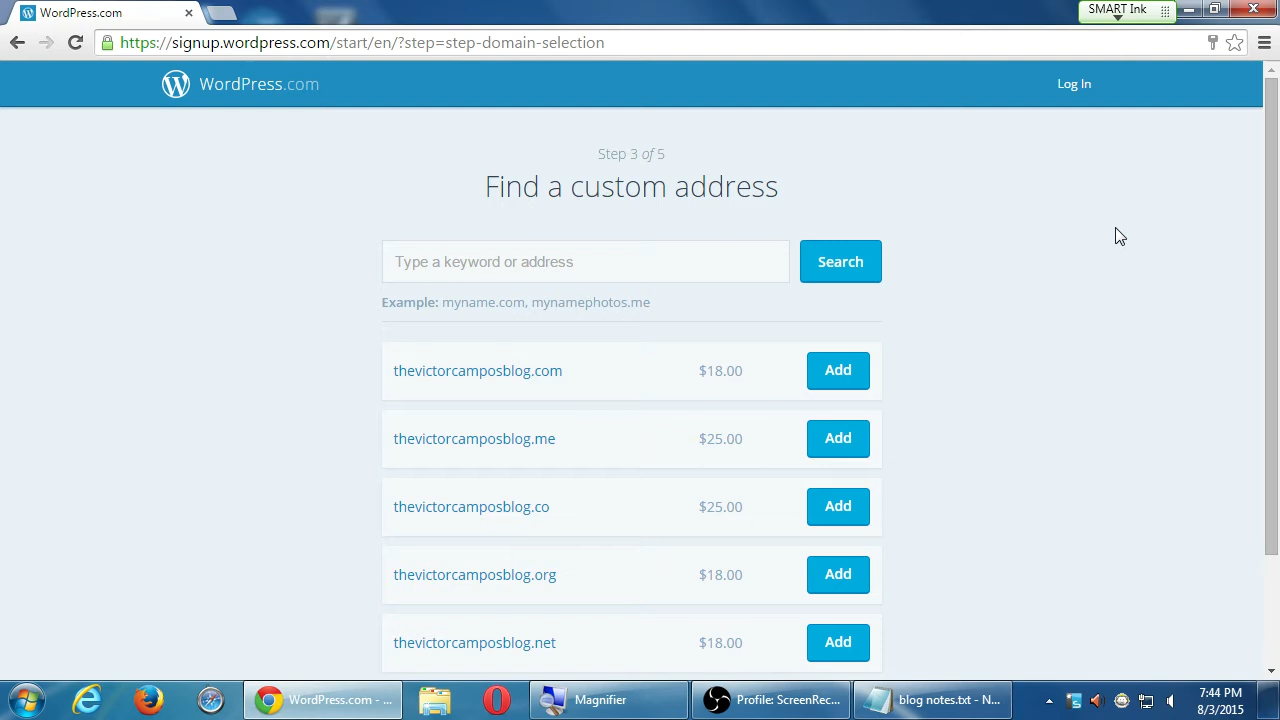 WordPress.com
SMART Ink
https://signup.wordpress.com/start/en/?step=step-domain-selection
WordPress.com
Log In
Step 3 of 5
Find a custom address
Type a keyword or address
Search
Example: myname.com, mynamephotos.me
thevictorcamposblog.com $18.00 Add
thevictorcamposblog.me $25.00 Add
thevictorcamposblog.co $25.00 Add
thevictorcamposblog.org $18.00 Add
thevictorcamposblog.net $18.00 Add
WordPress.com - ...
Magnifier
Profile: ScreenRec...
blog notes.txt - N...
7:44 PM
8/3/2015